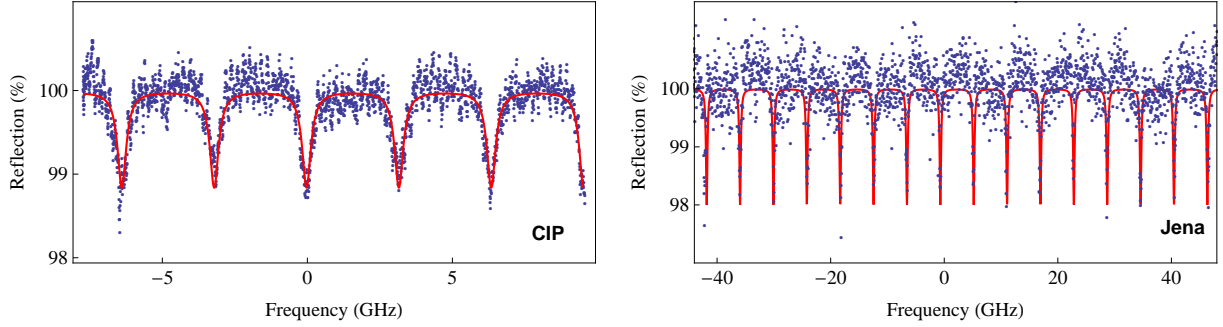 Reflection (%)
100
99
98
−5
0
5
CIP
Frequency (GHz)
Reflection (%)
100
99
98
−40
−20
0
20
40
Jena
Frequency (GHz)